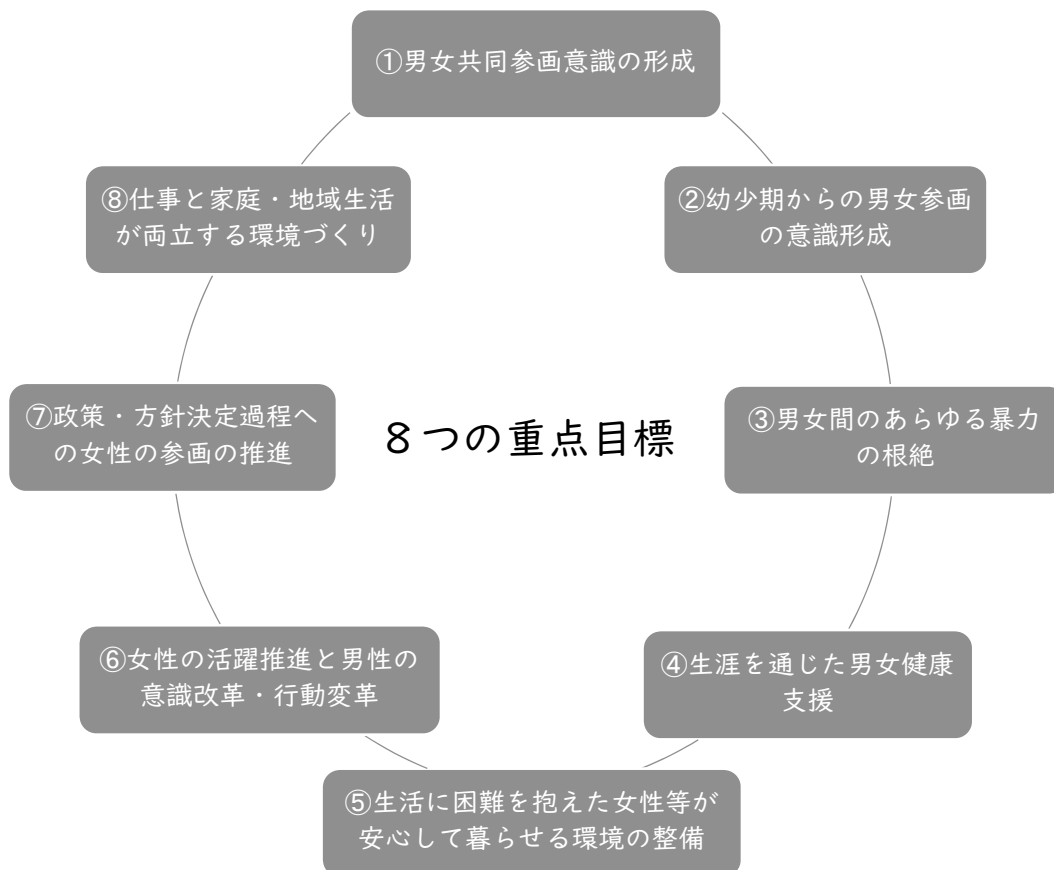 ①男女共同参画意識の形成
②幼少期からの男女参画
の意識形成
③男女間のあらゆる暴力
の根絶
④生涯を通じた男女健康
支援
⑤生活に困難を抱えた女性等が
安心して暮らせる環境の整備
⑥女性の活躍推進と男性の
意識改革・行動変革
⑦政策・方針決定過程へ
の女性の参画の推進
⑧仕事と家庭・地域生活
が両立する環境づくり
８つの重点目標